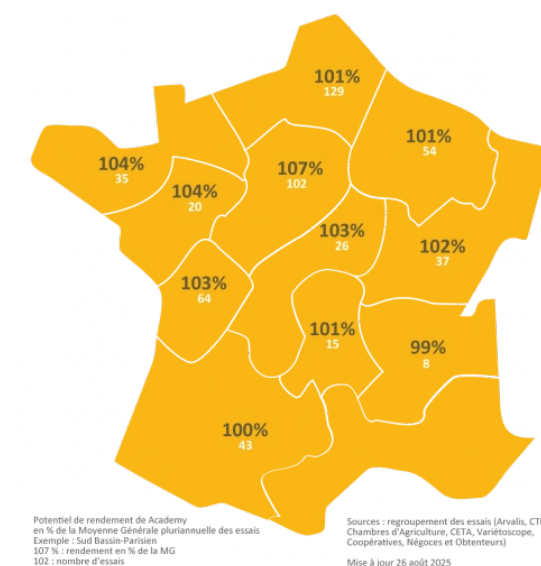 101%
129
101%
54
104%
35
107%
102
104%
20
103%
26
102%
37
103%
64
101%
15
99%
8
100%
43
Potentiel de rendement de Academy
en % de la Moyenne Générale pluriannuelle des essais
Exemple : Sud Bassin-Parisien
107 % : rendement en % de la MG
102 : nombre d'essais
Sources : regroupement des essais (Arvalis,
Chambres d'Agriculture, CETA, Variétoscope,
Coopératives, Négoces et Obtenteurs)
Mise à jour 26 août 2025